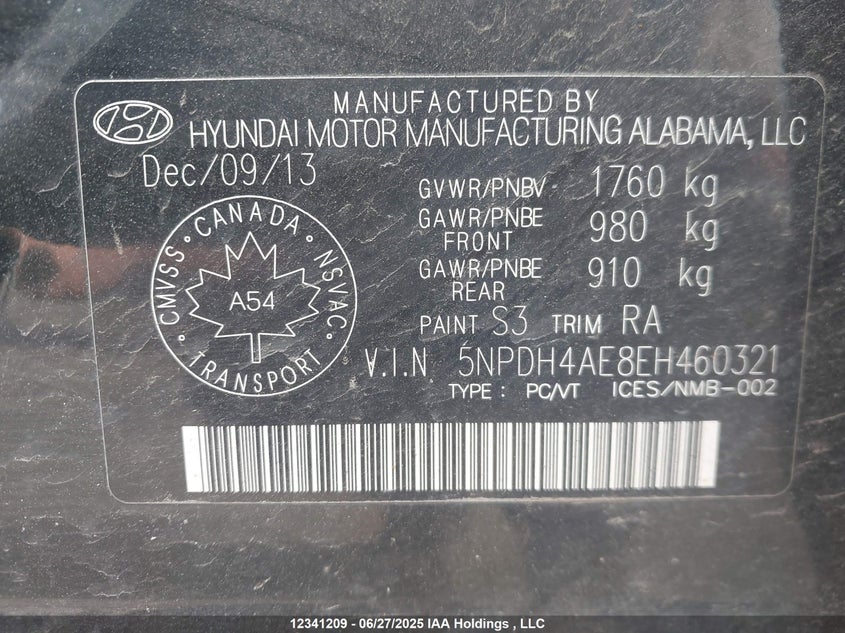 MANUFACTURED BY
HYUNDAI MOTOR MANUFACTURING ALABAMA, LLC
Dec/09/13
GVWR/PNBV 1760 kg
GAWR/PNBE FRONT 980 kg
GAWR/PNBE REAR 910 kg
PAINT S3 TRIM RA
CMVSS • CANADA • NSVAC • TRANSPORT •
A54
V.I.N 5NPDH4AE8EH460321
TYPE : PC/VT ICES/NMB-002
12341209 - 06/27/2025 IAA Holdings , LLC